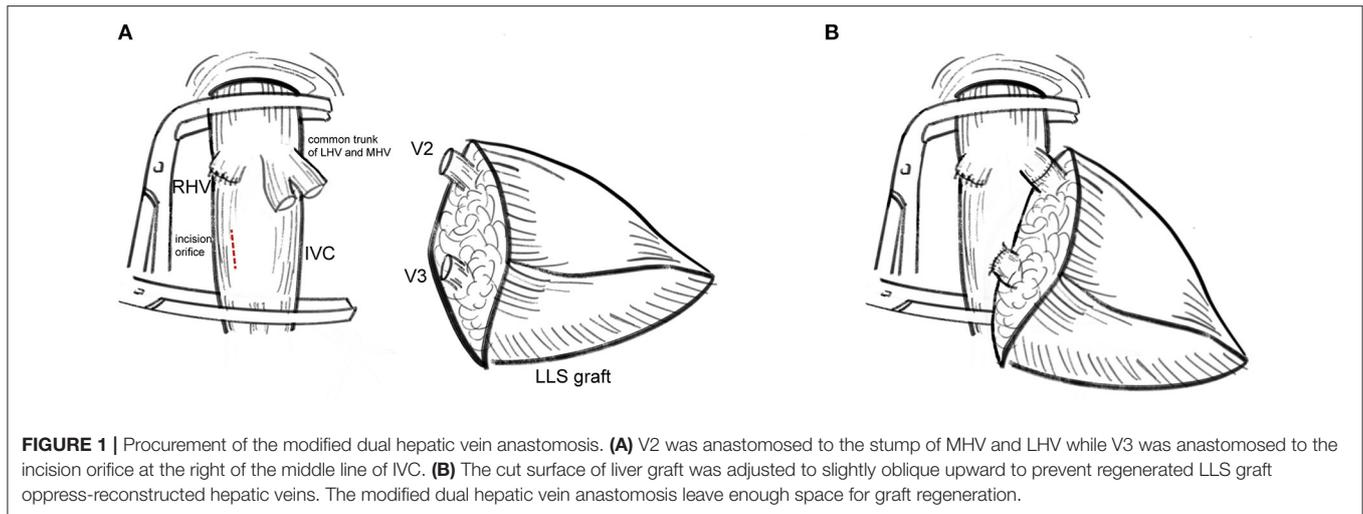 A
B
common trunk
of LHV and MHV
V2
RHV
incision
orifice
IVC
V3
LLS graft
FIGURE 1 | Procurement of the modified dual hepatic vein anastomosis. (A) V2 was anastomosed to the stump of MHV and LHV while V3 was anastomosed to the
incision orifice at the right of the middle line of IVC. (B) The cut surface of liver graft was adjusted to slightly oblique upward to prevent regenerated LLS graft
oppress-reconstructed hepatic veins. The modified dual hepatic vein anastomosis leave enough space for graft regeneration.